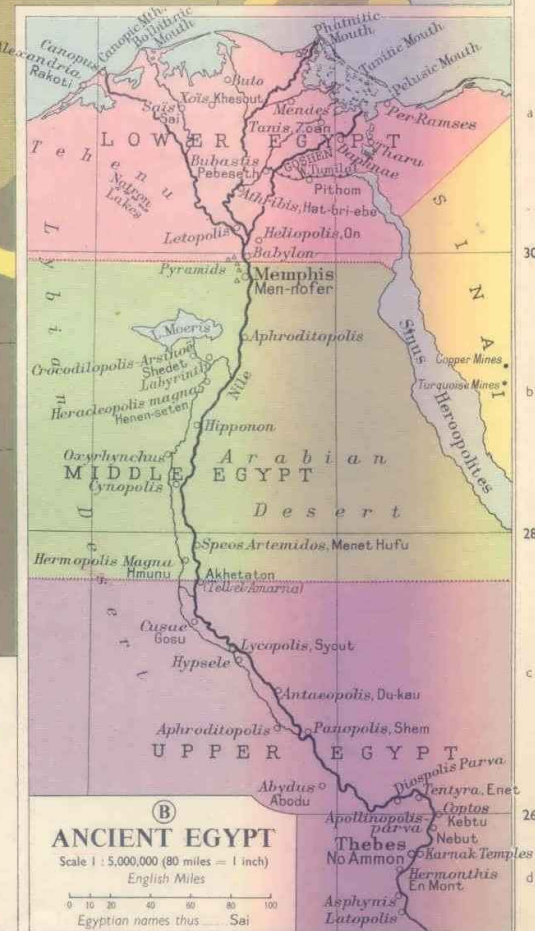 Canopic Mth.
Bolbitinic
Mouth
Phatnitic
Mouth
Tanitic Mouth
Pelusic Mouth
Canopus
Alexandria
Rakoti
Buto
Xoïs Khesout
Saïs
Sai
Mendes
Per-Ramses
a
Tanis, Zoan
LOWER EGYPT
Tharu
Daphnae
GOSHEN
W. Tumilat
Tehenu
Bubastis
Pebeseth
Pithom
Natron
Lakes
Athribis, Hat-bri-ebe
SINAI
Letopolis
Heliopolis, On
Babylon
30
Pyramids
Memphis
Men-nofer
Lybian Desert
L. Moeris
Aphroditopolis
Sinus Heroopolites
Copper Mines
Crocodilopolis-Arsinoë
Shedet
Labyrinth
Turquoise Mines
b
Nile
Heracleopolis magna
Henen-seten
Hipponon
Oxyrhynchus
Arabian
MIDDLE EGYPT
Cynopolis
Desert
28
Speos Artemidos, Menet Hufu
Hermopolis Magna
Hmunu
Akhetaton
(Tell-el-Amarna)
Cusae
Gosu
Lycopolis, Syout
Hypsele
c
Antaeopolis, Du-kau
Aphroditopolis
Panopolis, Shem
UPPER EGYPT
Diospolis Parva
Abydus
Abodu
Tentyra, Enet
26
Coptos
Kebtu
Apollinopolis-
parva
Nebut
Thebes
No Ammon
Karnak Temples
d
Hermonthis
En Mont
Asphynis
Latopolis
B
ANCIENT EGYPT
Scale 1 : 5,000,000 (80 miles = 1 inch)
English Miles
0 10 20 40 60 80 100
Egyptian names thus ...... Sai